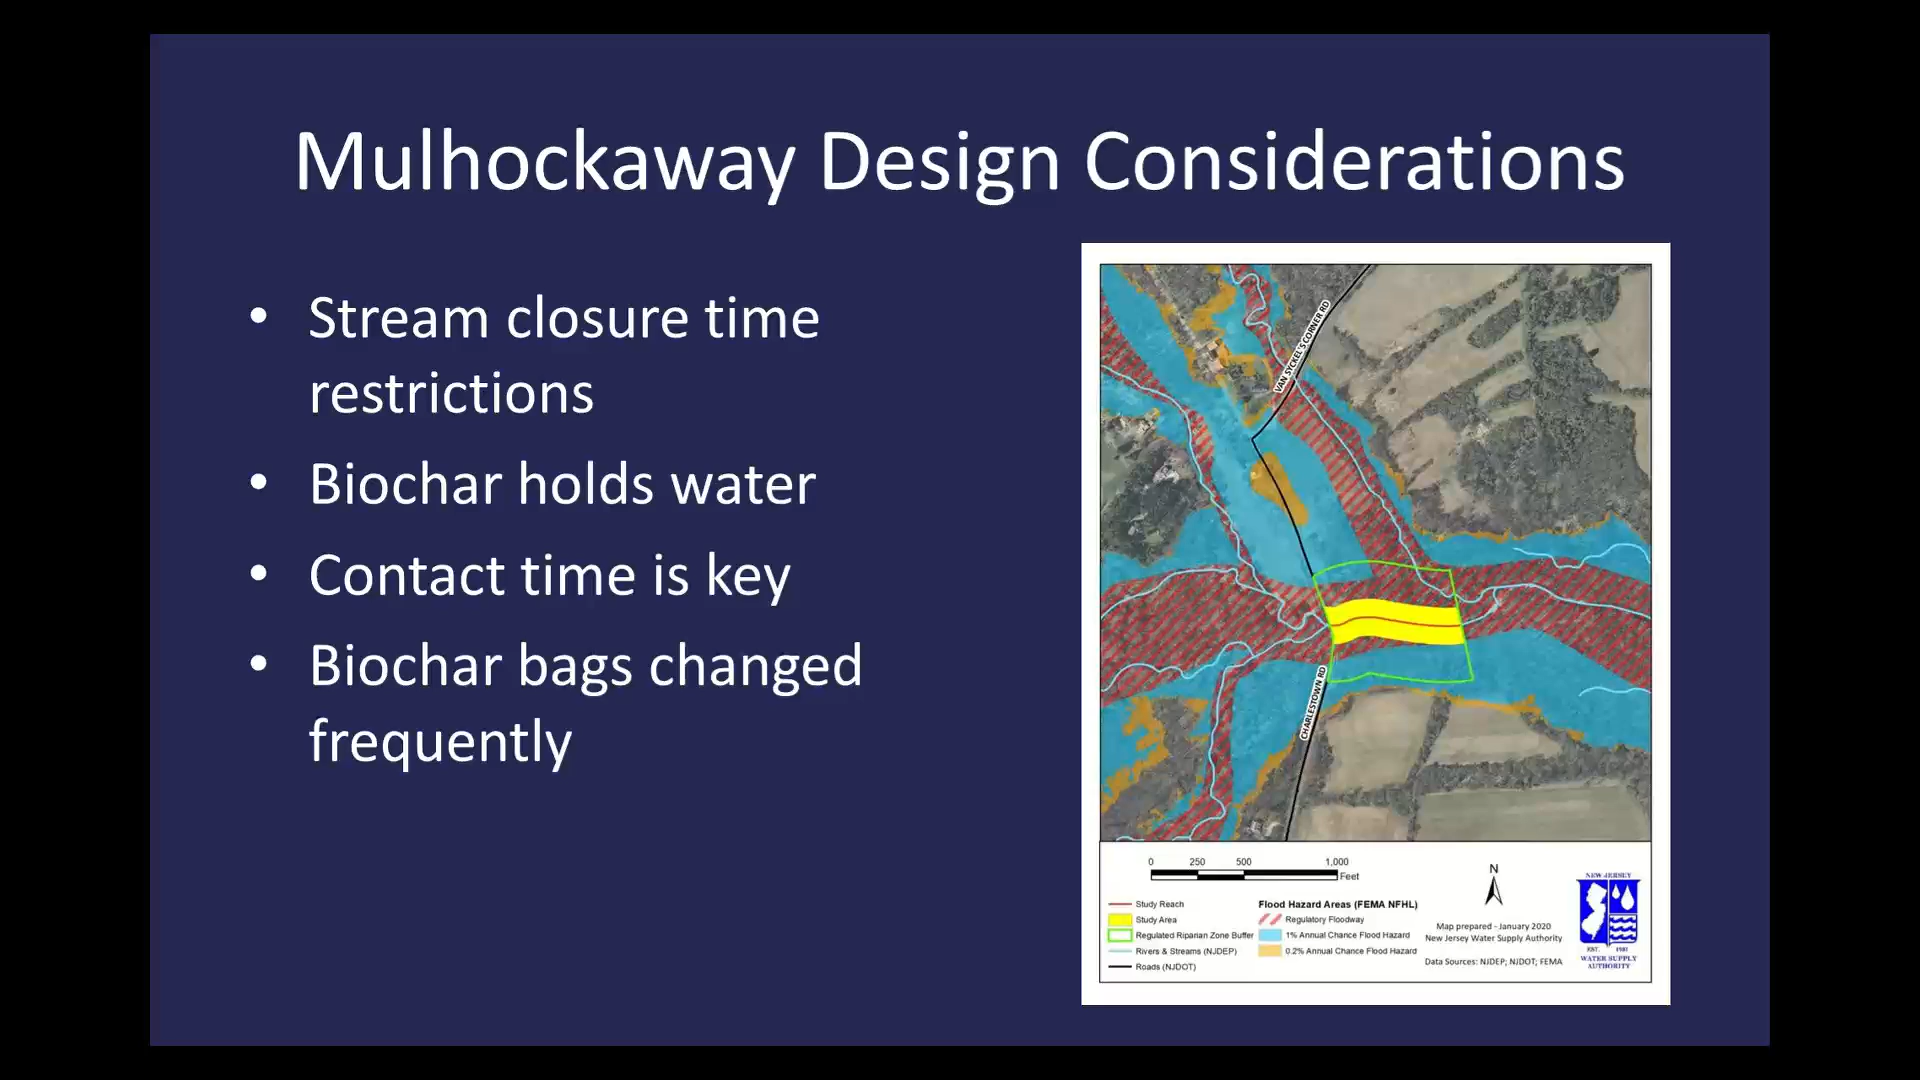 Mulhockaway Design Considerations
• Stream closure time
restrictions
• Biochar holds water
• Contact time is key
• Biochar bags changed
frequently
VAN SYCKEL'S CORNER RD
CHARLESTOWN RD
0 250 500 1,000
Feet
Study Reach
Study Area
Regulated Riparian Zone Buffer
Rivers & Streams (NJDEP)
Roads (NJDOT)
Flood Hazard Areas (FEMA NFHL)
Regulatory Floodway
1% Annual Chance Flood Hazard
0.2% Annual Chance Flood Hazard
N
Map prepared - January 2020
New Jersey Water Supply Authority
Data Sources: NJDEP; NJDOT; FEMA
NEW JERSEY
EST. 1981
WATER SUPPLY
AUTHORITY